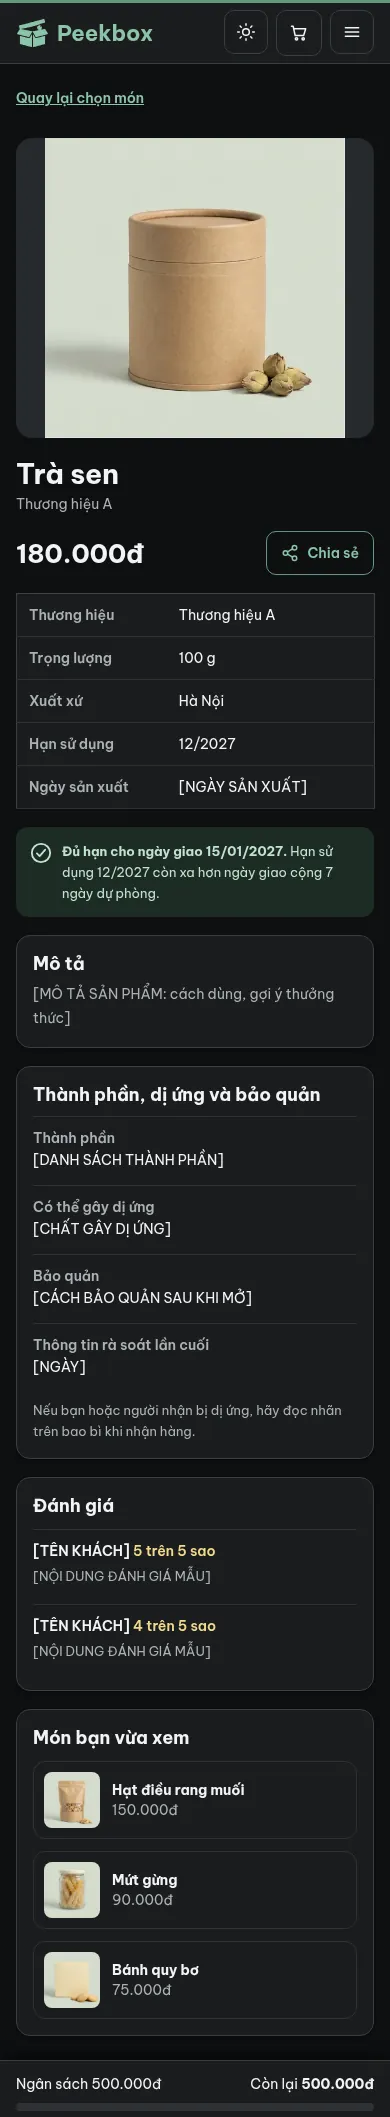 Peekbox
Quay lại chọn món
Trà sen
Thương hiệu A
180.000đ
Chia sẻ
Thương hiệu Thương hiệu A
Trọng lượng 100 g
Xuất xứ Hà Nội
Hạn sử dụng 12/2027
Ngày sản xuất [NGÀY SẢN XUẤT]
Đủ hạn cho ngày giao 15/01/2027. Hạn sử
dụng 12/2027 còn xa hơn ngày giao cộng 7
ngày dự phòng.
Mô tả
[MÔ TẢ SẢN PHẨM: cách dùng, gợi ý thưởng
thức]
Thành phần, dị ứng và bảo quản
Thành phần
[DANH SÁCH THÀNH PHẦN]
Có thể gây dị ứng
[CHẤT GÂY DỊ ỨNG]
Bảo quản
[CÁCH BẢO QUẢN SAU KHI MỞ]
Thông tin rà soát lần cuối
[NGÀY]
Nếu bạn hoặc người nhận bị dị ứng, hãy đọc nhãn
trên bao bì khi nhận hàng.
Đánh giá
[TÊN KHÁCH] 5 trên 5 sao
[NỘI DUNG ĐÁNH GIÁ MẪU]
[TÊN KHÁCH] 4 trên 5 sao
[NỘI DUNG ĐÁNH GIÁ MẪU]
Món bạn vừa xem
Hạt điều rang muối
150.000đ
Mứt gừng
90.000đ
Bánh quy bơ
75.000đ
Ngân sách 500.000đ Còn lại 500.000đ